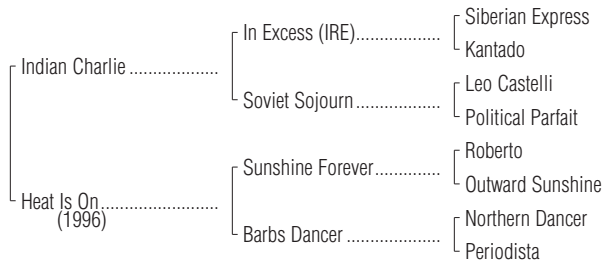 Siberian Express
In Excess (IRE)..................
Kantado
Indian Charlie ...................
Leo Castelli
Soviet Sojourn..................
Political Parfait
Roberto
Sunshine Forever...............
Outward Sunshine
Heat Is On.........................
(1996)
Northern Dancer
Barbs Dancer ....................
Periodista